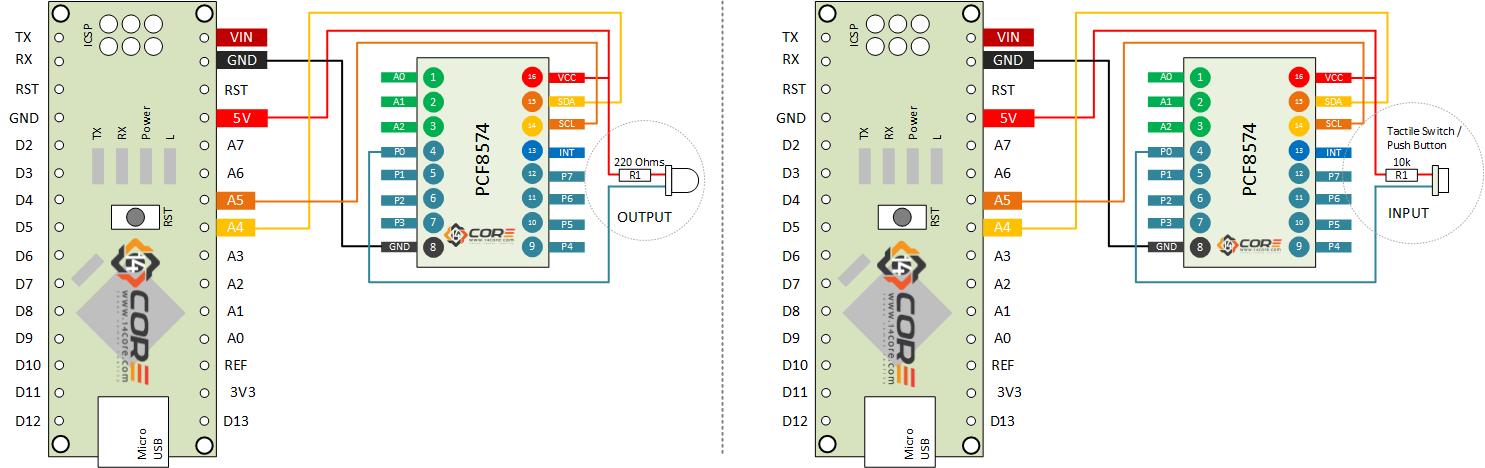 TX
RX
RST
GND
D2
D3
D4
D5
D6
D7
D8
D9
D10
D11
D12
ICSP
TX
RX
Power
L
RST
CORE
www.14core.com
Micro
USB
VIN
GND
RST
5V
A7
A6
A5
A4
A3
A2
A1
A0
REF
3V3
D13
A0 1
A1 2
A2 3
P0 4
P1 5
P2 6
P3 7
GND 8
PCF8574
CORE
www.14core.com
16 VCC
15 SDA
14 SCL
13 INT
12 P7
11 P6
10 P5
9 P4
220 Ohms
R1
OUTPUT
TX
RX
RST
GND
D2
D3
D4
D5
D6
D7
D8
D9
D10
D11
D12
ICSP
TX
RX
Power
L
RST
CORE
www.14core.com
Micro
USB
VIN
GND
RST
5V
A7
A6
A5
A4
A3
A2
A1
A0
REF
3V3
D13
A0 1
A1 2
A2 3
P0 4
P1 5
P2 6
P3 7
GND 8
PCF8574
CORE
www.14core.com
16 VCC
15 SDA
14 SCL
13 INT
12 P7
11 P6
10 P5
9 P4
Tactile Switch /
Push Button
10k
R1
INPUT